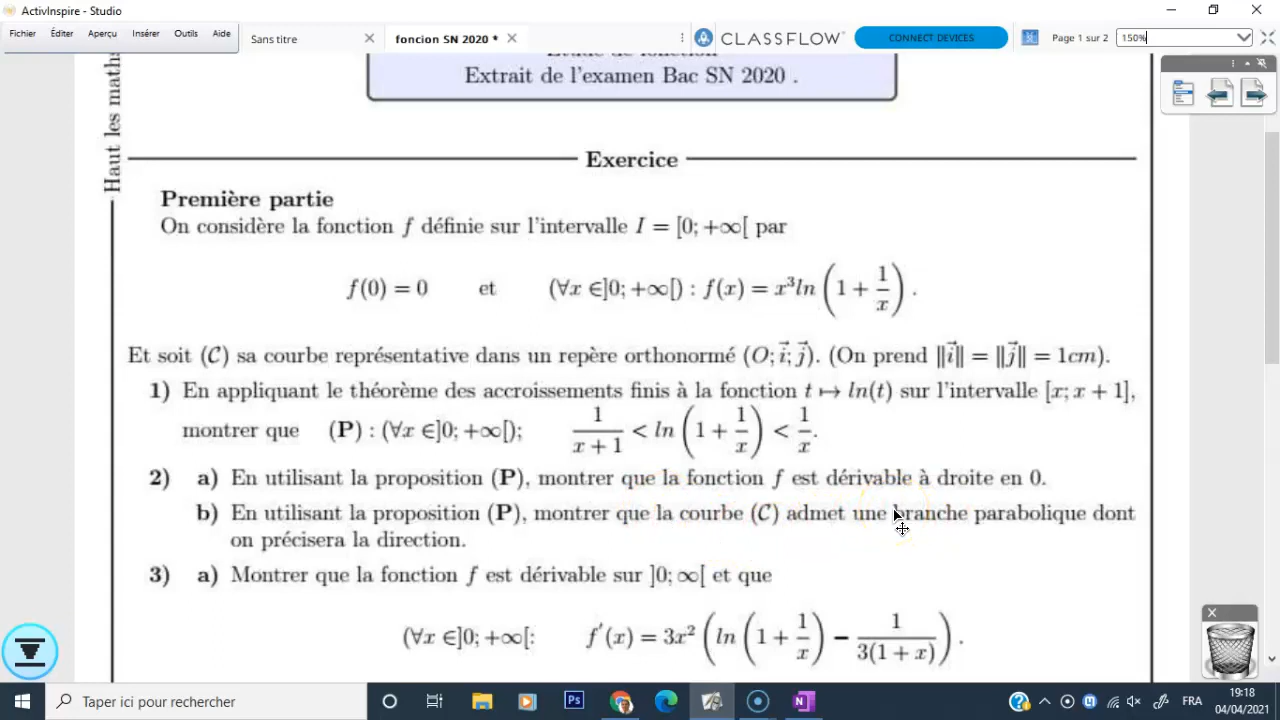 ActivInspire - Studio
Fichier Éditer Aperçu Insérer Outils Aide
Sans titre
foncion SN 2020 *
CLASSFLOW
CONNECT DEVICES
Page 1 sur 2
150%
Etude de fonction
Extrait de l'examen Bac SN 2020 .
Haut les maths
Exercice
Première partie
On considère la fonction f définie sur l'intervalle I = [0; +∞[ par
f(0) = 0 et (∀x ∈]0; +∞[) : f(x) = x³ln(1 + 1/x) .
Et soit (C) sa courbe représentative dans un repère orthonormé (O; i⃗; j⃗). (On prend ‖i⃗‖ = ‖j⃗‖ = 1cm).
1) En appliquant le théorème des accroissements finis à la fonction t ↦ ln(t) sur l'intervalle [x; x + 1],
montrer que (P) : (∀x ∈]0; +∞[); 1/(x + 1) < ln(1 + 1/x) < 1/x.
2) a) En utilisant la proposition (P), montrer que la fonction f est dérivable à droite en 0.
b) En utilisant la proposition (P), montrer que la courbe (C) admet une branche parabolique dont
on précisera la direction.
3) a) Montrer que la fonction f est dérivable sur ]0; ∞[ et que
(∀x ∈]0; +∞[: f′(x) = 3x²(ln(1 + 1/x) − 1/(3(1 + x))) .
Taper ici pour rechercher
FRA
19:18
04/04/2021